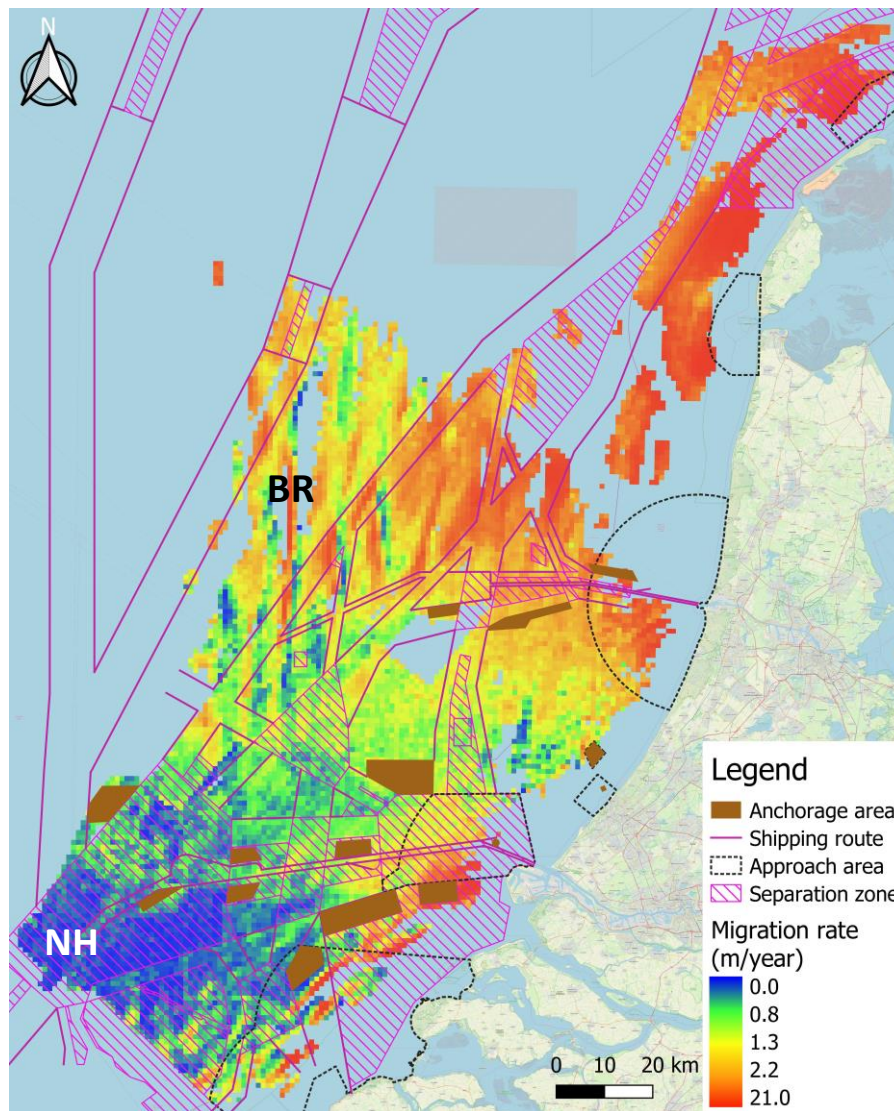 N
BR
NH
Legend
Anchorage area
Shipping route
Approach area
Separation zone
Migration rate
(m/year)
0.0
0.8
1.3
2.2
21.0
0 10 20 km